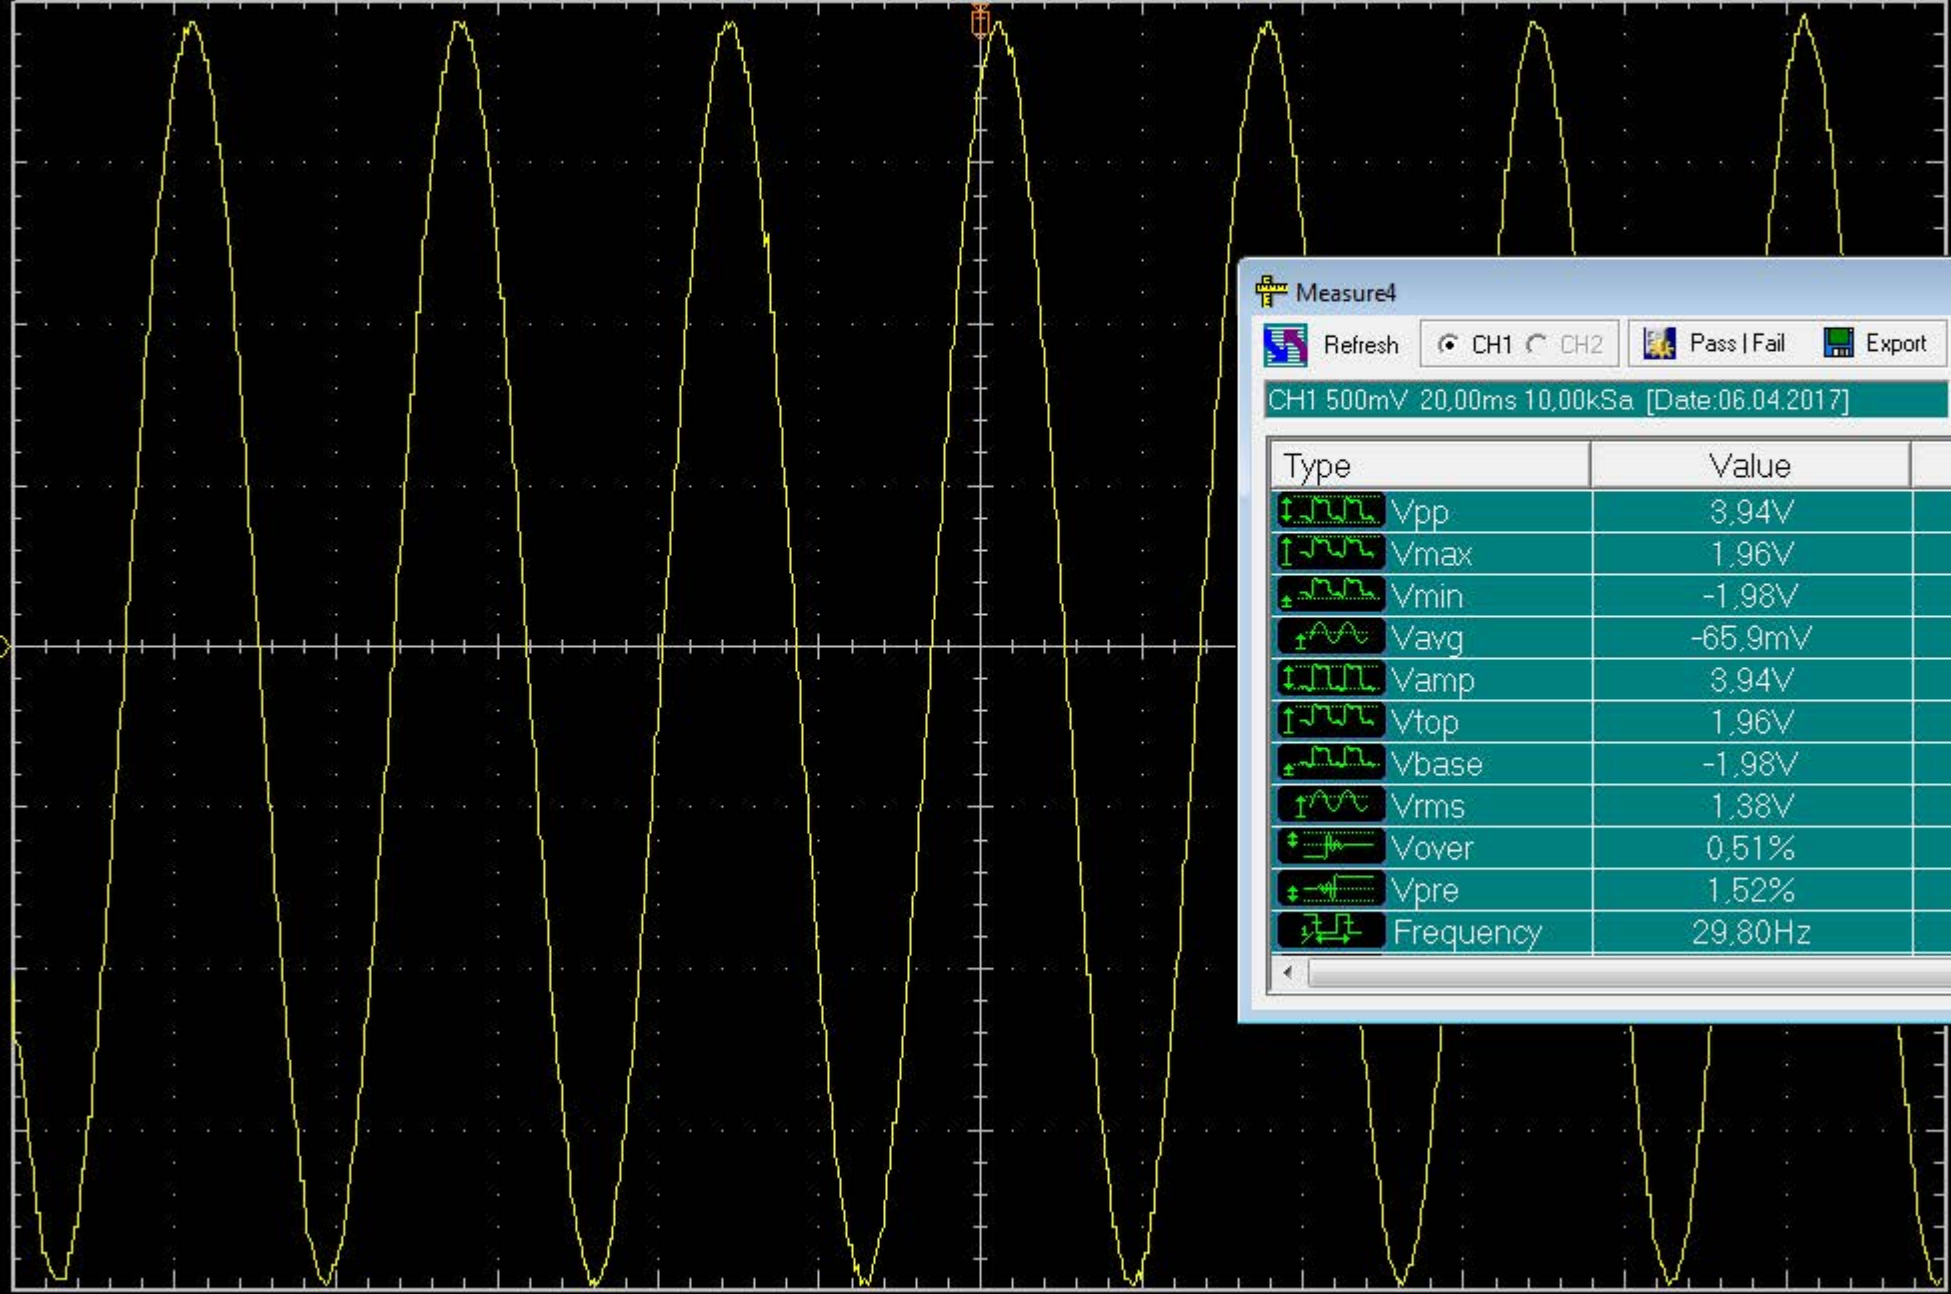 Measure4
Refresh CH1 CH2 Pass | Fail Export
CH1 500mV 20,00ms 10,00kSa [Date:06.04.2017]
Type Value
Vpp 3,94V
Vmax 1,96V
Vmin -1,98V
Vavg -65,9mV
Vamp 3,94V
Vtop 1,96V
Vbase -1,98V
Vrms 1,38V
Vover 0,51%
Vpre 1,52%
Frequency 29,80Hz